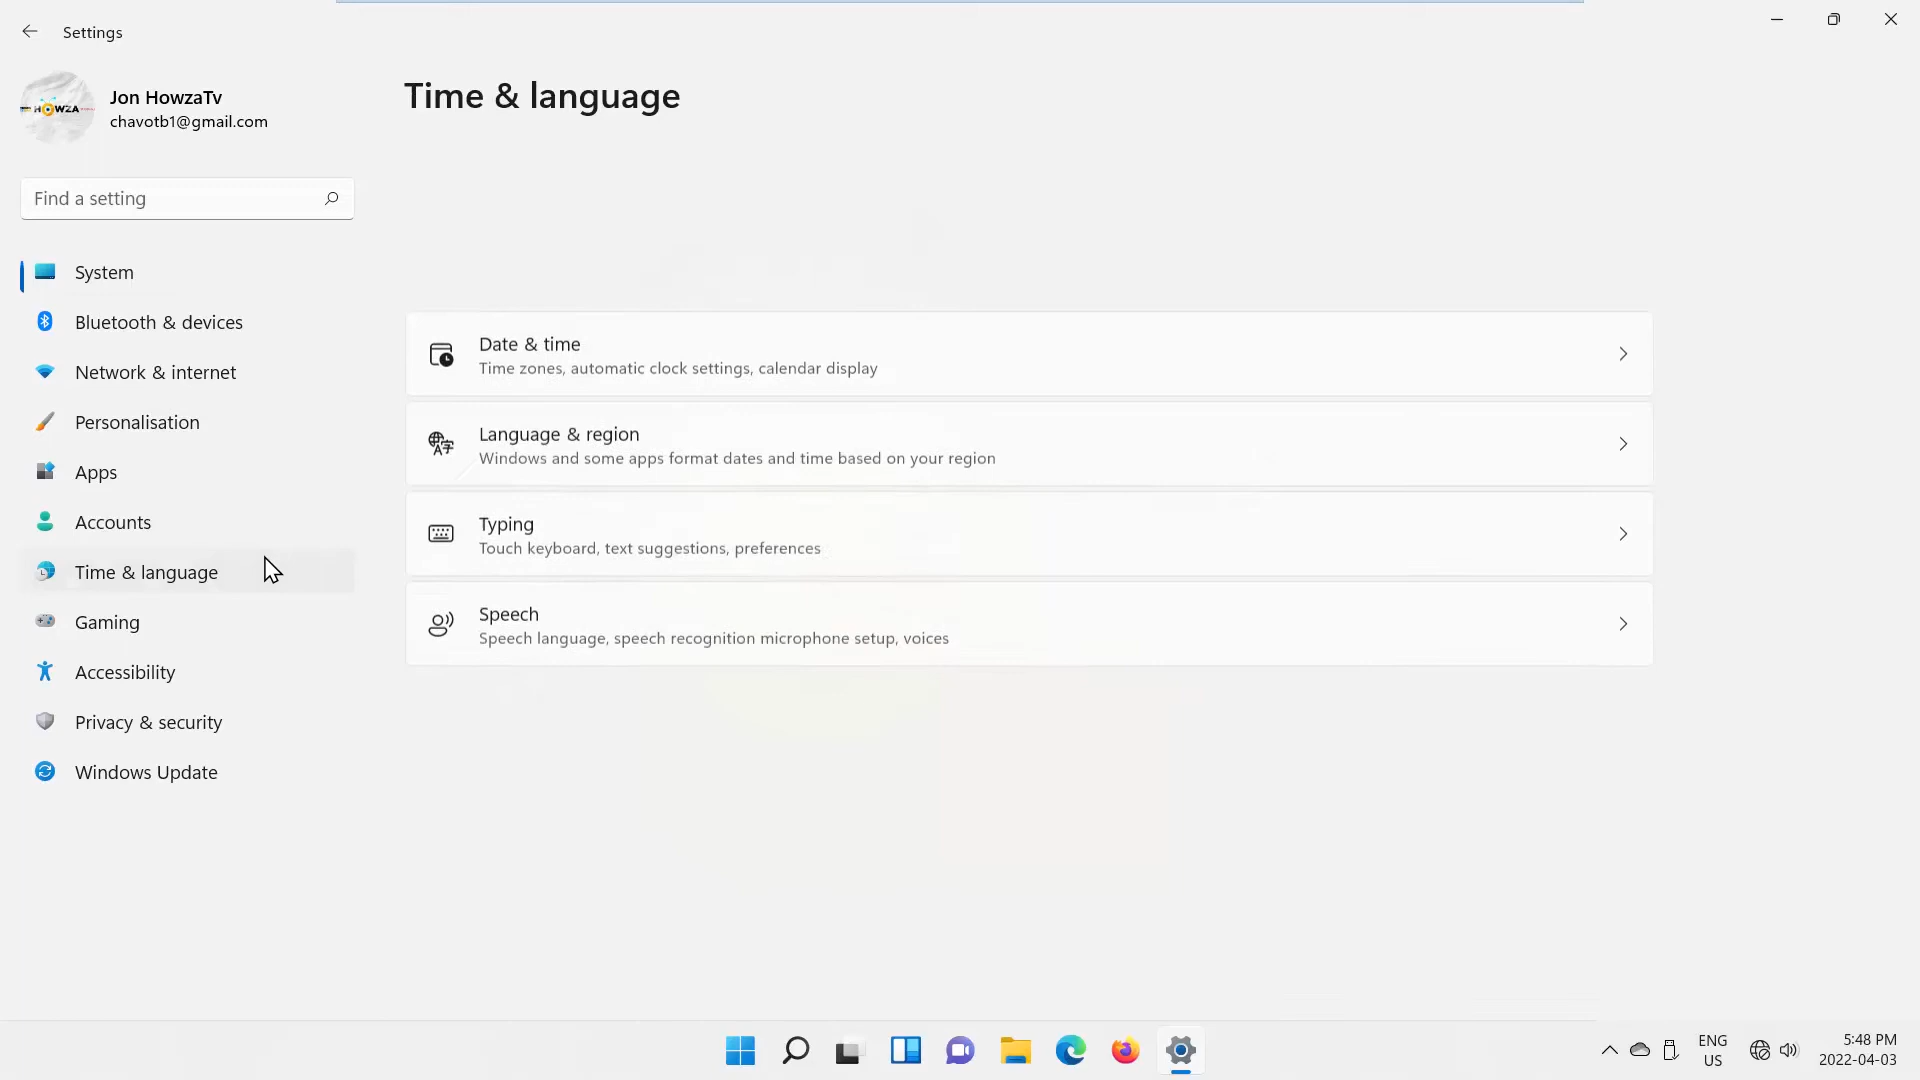 Settings
Jon HowzaTv
chavotb1@gmail.com
HOWZA
Find a setting
System
Bluetooth & devices
Network & internet
Personalisation
Apps
Accounts
Time & language
Gaming
Accessibility
Privacy & security
Windows Update
Time & language
Date & time
Time zones, automatic clock settings, calendar display
Language & region
Windows and some apps format dates and time based on your region
Typing
Touch keyboard, text suggestions, preferences
Speech
Speech language, speech recognition microphone setup, voices
ENG
US
5:48 PM
2022-04-03